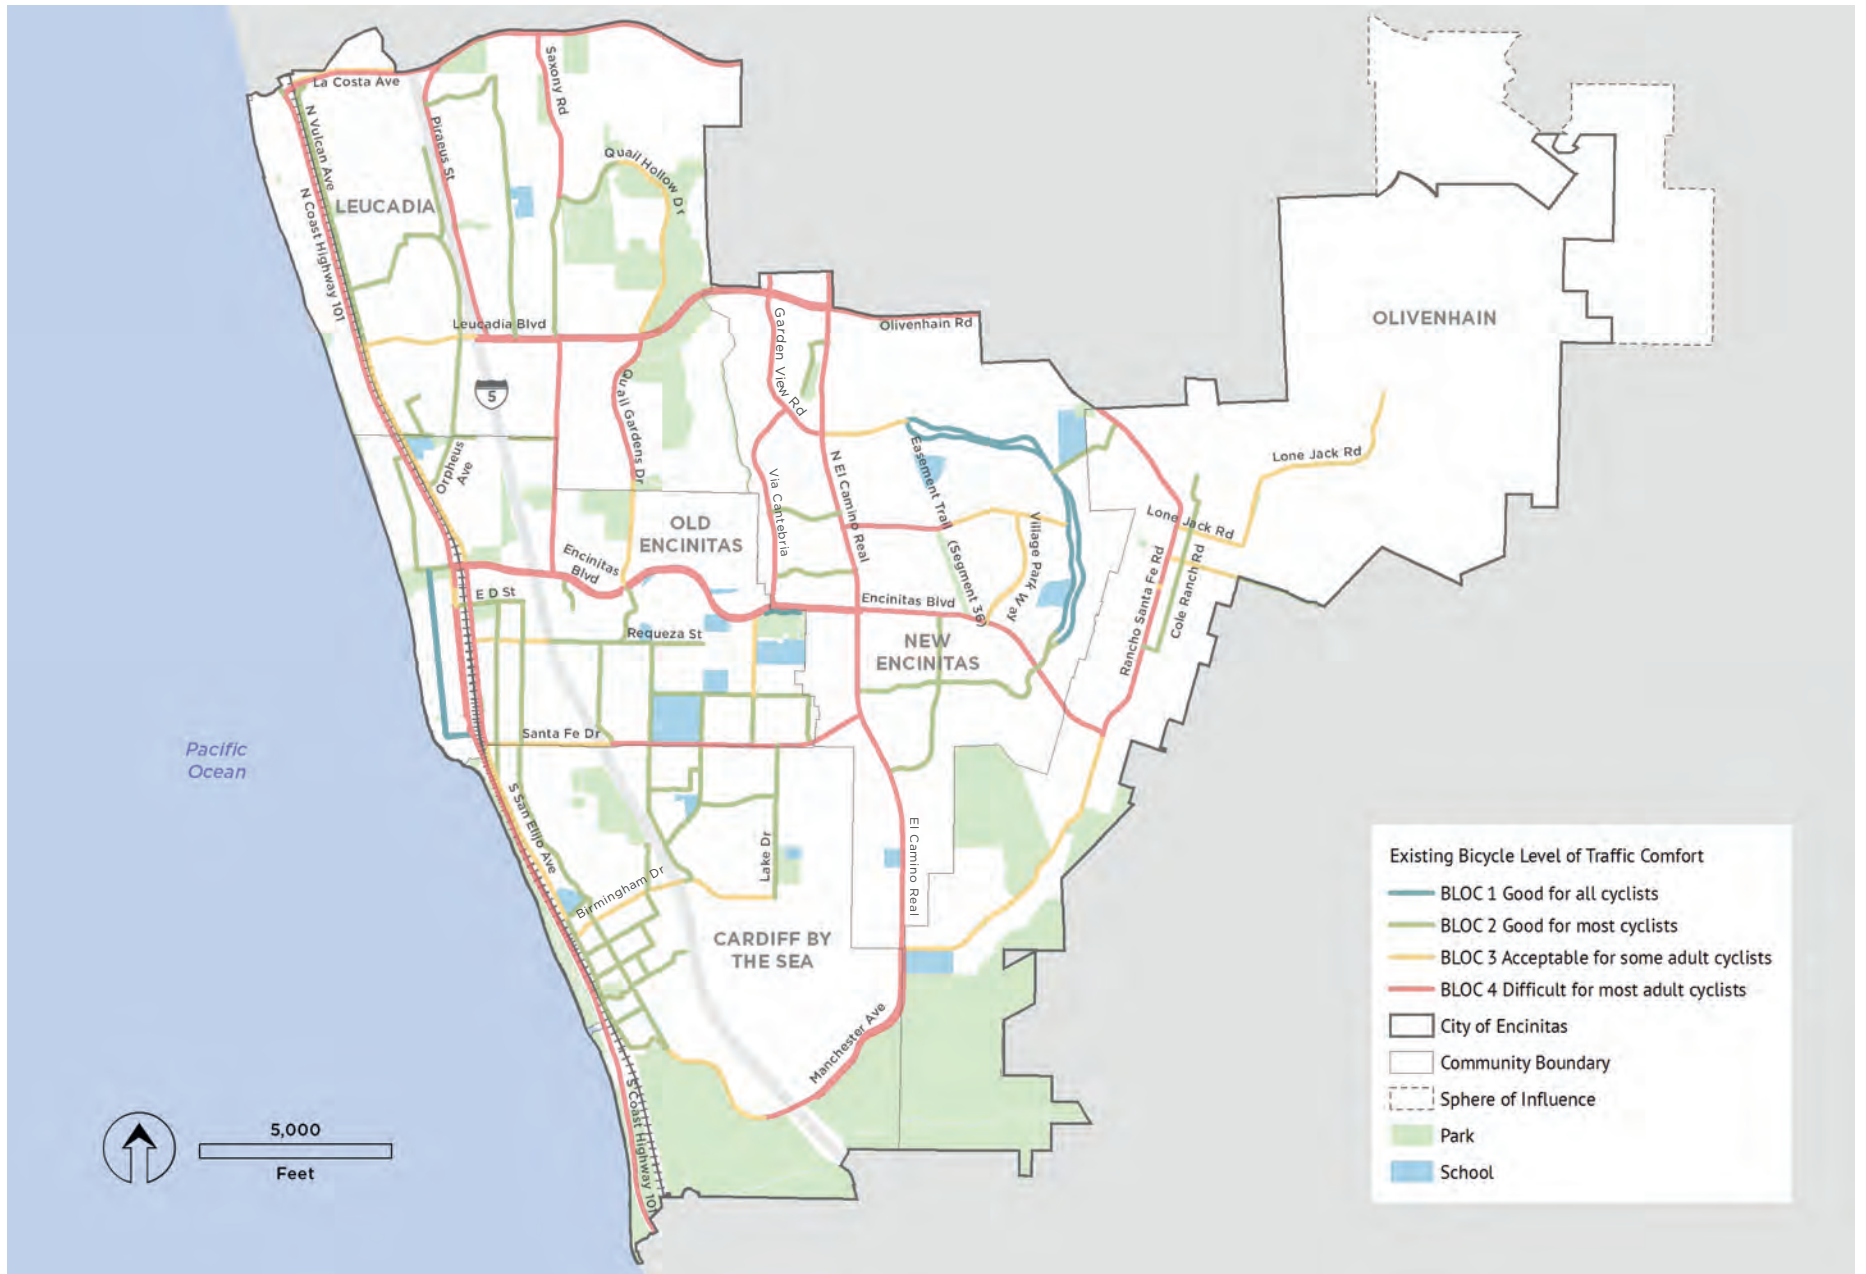 La Costa Ave
N Vulcan Ave
N Coast Highway 101
Piraeus St
Saxony Rd
Quail Hollow Dr
LEUCADIA
Leucadia Blvd
5
Garden View Rd
Olivenhain Rd
OLIVENHAIN
Quail Gardens Dr
Orpheus
Ave
Via Cantebria
N El Camino Real
Easement Trail (Segment 36)
Village Park Way
Lone Jack Rd
Lone Jack Rd
Rancho Santa Fe Rd
Cole Ranch Rd
OLD
ENCINITAS
Encinitas
Blvd
E D St
Requeza St
Encinitas Blvd
NEW
ENCINITAS
Santa Fe Dr
Pacific
Ocean
S San Elijo Ave
Birmingham Dr
Lake Dr
El Camino Real
CARDIFF BY
THE SEA
Manchester Ave
S Coast Highway 101
5,000
Feet
Existing Bicycle Level of Traffic Comfort
BLOC 1 Good for all cyclists
BLOC 2 Good for most cyclists
BLOC 3 Acceptable for some adult cyclists
BLOC 4 Difficult for most adult cyclists
City of Encinitas
Community Boundary
Sphere of Influence
Park
School